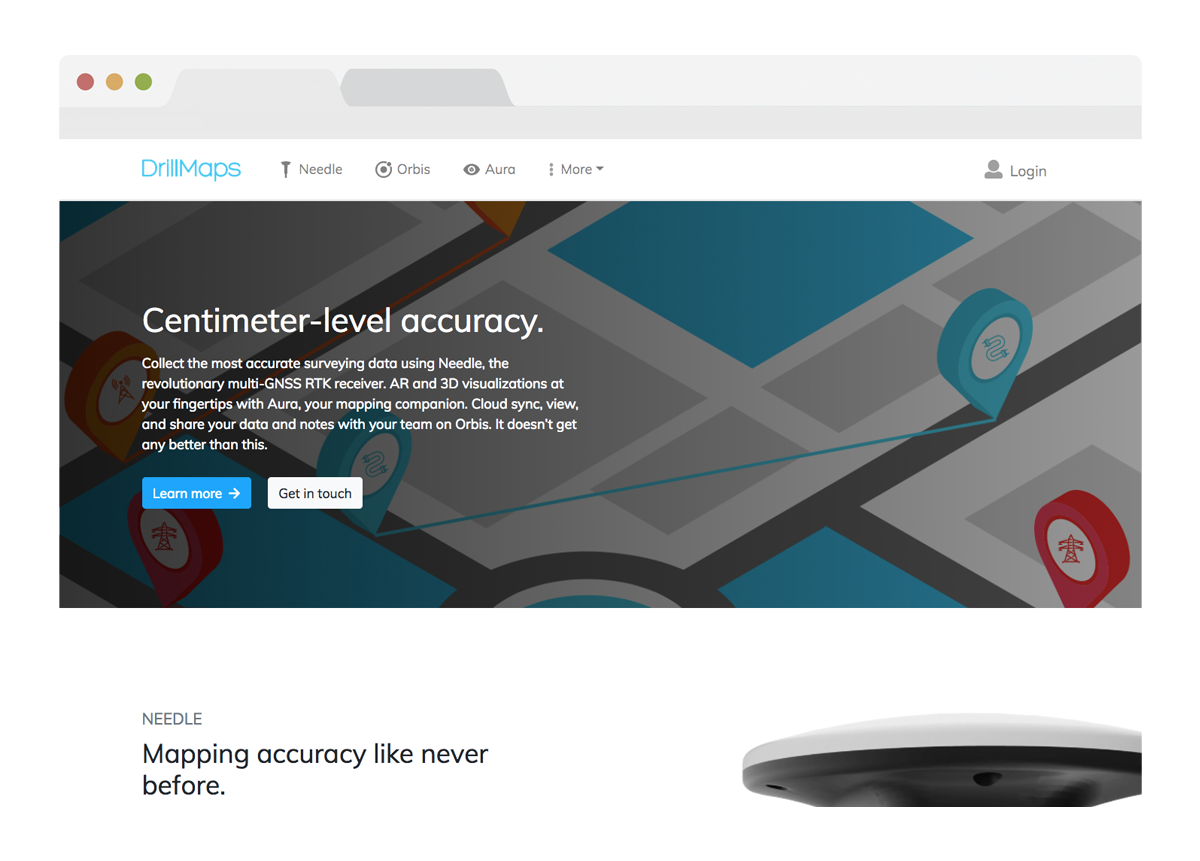 DrillMaps
Needle
Orbis
Aura
More
Login
Centimeter-level accuracy.
Collect the most accurate surveying data using Needle, the
revolutionary multi-GNSS RTK receiver. AR and 3D visualizations at
your fingertips with Aura, your mapping companion. Cloud sync, view,
and share your data and notes with your team on Orbis. It doesn't get
any better than this.
Learn more →
Get in touch
NEEDLE
Mapping accuracy like never
before.